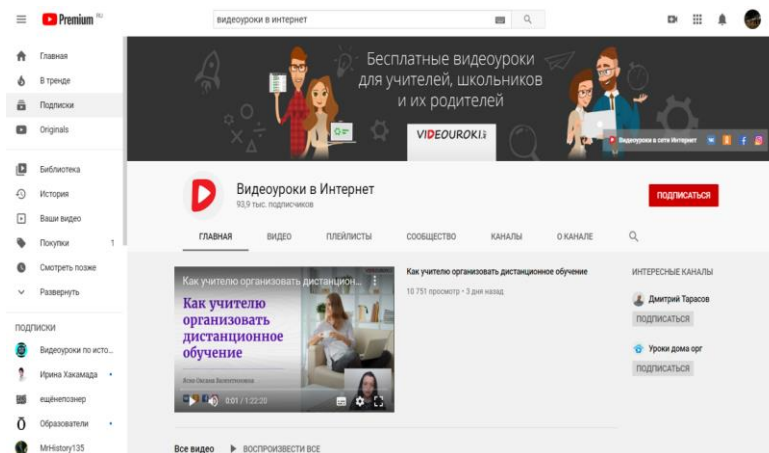 Premium RU
видеоуроки в интернет
Главная
В тренде
Подписки
Originals
Библиотека
История
Ваши видео
Покупки 1
Смотреть позже
Развернуть
ПОДПИСКИ
Видеоуроки по исто...
Ирина Хакамада
ещёнепознер
Образователи
MrHistory135
Бесплатные видеоуроки
для учителей, школьников
и их родителей
VIDEOUROKI
Видеоуроки в сети Интернет
Видеоуроки в Интернет
93,9 тыс. подписчиков
ПОДПИСАТЬСЯ
ГЛАВНАЯ ВИДЕО ПЛЕЙЛИСТЫ СООБЩЕСТВО КАНАЛЫ О КАНАЛЕ
Как учителю организовать дистанцион...
Как учителю
организовать
дистанционное
обучение
Оксана Валентиновна
0:01 / 1:22:20
Как учителю организовать дистанционное обучение
10 751 просмотр • 3 дня назад
ИНТЕРЕСНЫЕ КАНАЛЫ
Дмитрий Тарасов
ПОДПИСАТЬСЯ
Уроки дома орг
ПОДПИСАТЬСЯ
Все видео ВОСПРОИЗВЕСТИ ВСЕ